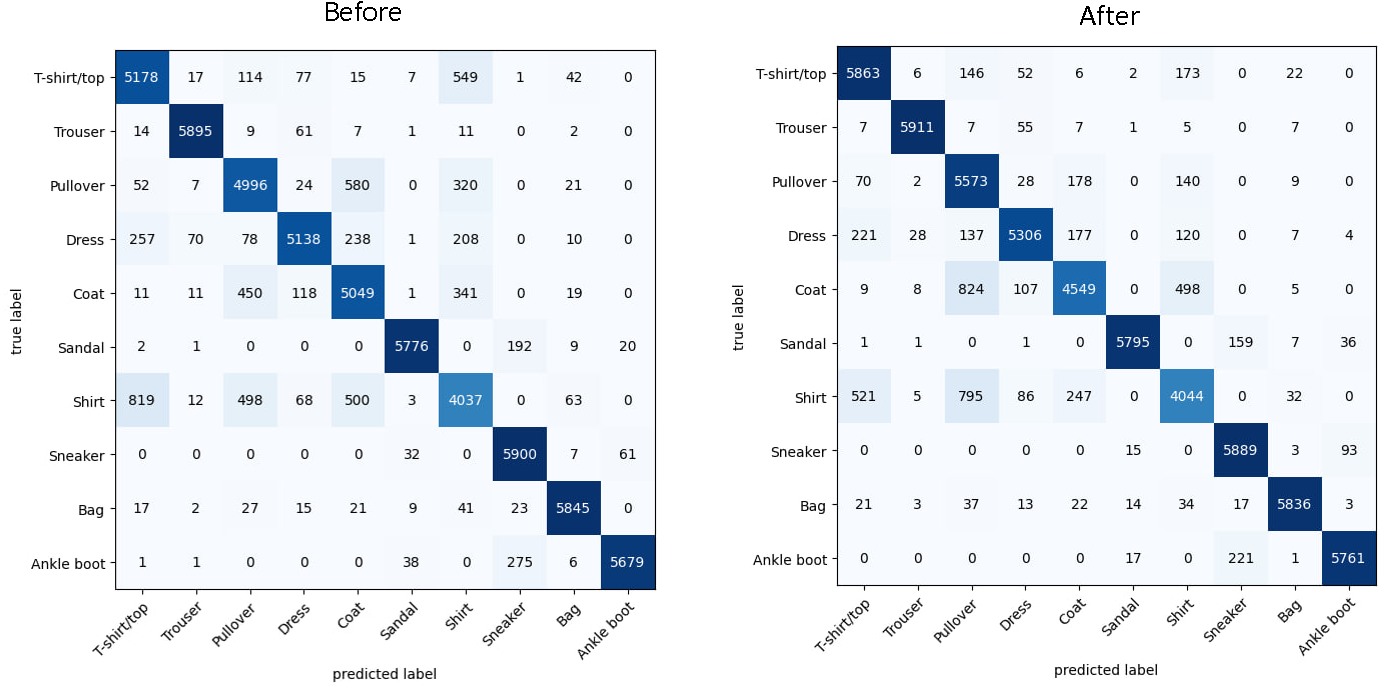 Before
T-shirt/top 5178 17 114 77 15 7 549 1 42 0
Trouser 14 5895 9 61 7 1 11 0 2 0
Pullover 52 7 4996 24 580 0 320 0 21 0
Dress 257 70 78 5138 238 1 208 0 10 0
Coat 11 11 450 118 5049 1 341 0 19 0
Sandal 2 1 0 0 0 5776 0 192 9 20
Shirt 819 12 498 68 500 3 4037 0 63 0
Sneaker 0 0 0 0 0 32 0 5900 7 61
Bag 17 2 27 15 21 9 41 23 5845 0
Ankle boot 1 1 0 0 0 38 0 275 6 5679
true label
T-shirt/top Trouser Pullover Dress Coat Sandal Shirt Sneaker Bag Ankle boot
predicted label
After
T-shirt/top 5863 6 146 52 6 2 173 0 22 0
Trouser 7 5911 7 55 7 1 5 0 7 0
Pullover 70 2 5573 28 178 0 140 0 9 0
Dress 221 28 137 5306 177 0 120 0 7 4
Coat 9 8 824 107 4549 0 498 0 5 0
Sandal 1 1 0 1 0 5795 0 159 7 36
Shirt 521 5 795 86 247 0 4044 0 32 0
Sneaker 0 0 0 0 0 15 0 5889 3 93
Bag 21 3 37 13 22 14 34 17 5836 3
Ankle boot 0 0 0 0 0 17 0 221 1 5761
true label
T-shirt/top Trouser Pullover Dress Coat Sandal Shirt Sneaker Bag Ankle boot
predicted label